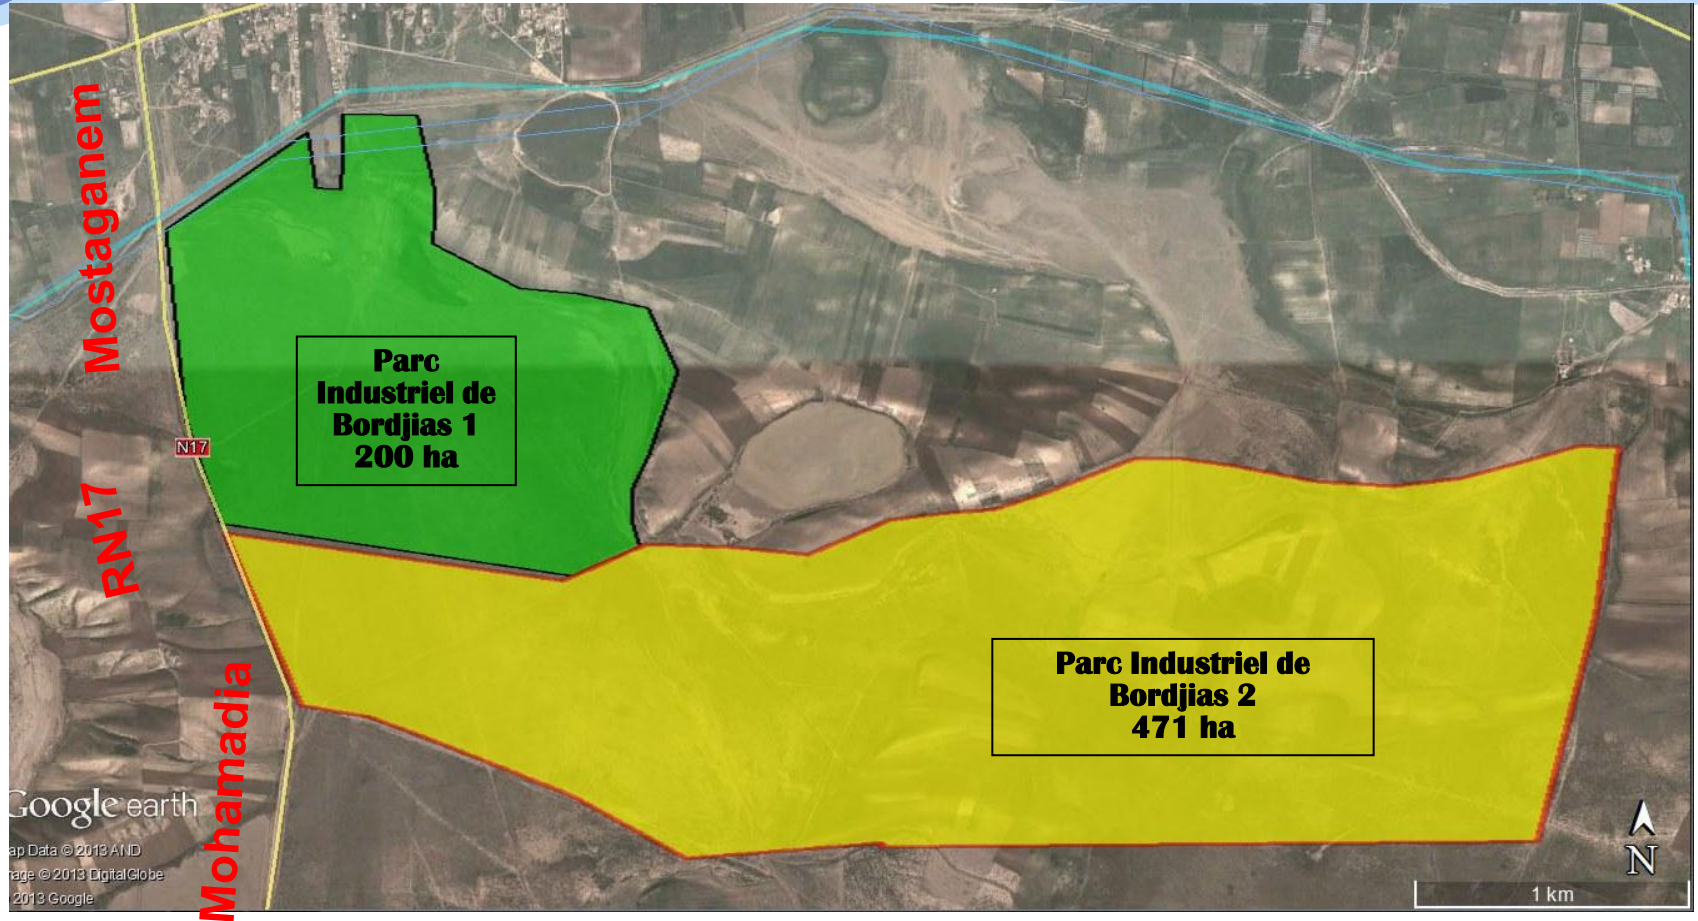 Mostaganem
Parc
Industriel de
Bordjias 1
200 ha
N17
RN17
Parc Industriel de
Bordjias 2
471 ha
Mohamadia
Google earth
ap Data © 2013 AND
age © 2013 DigitalGlobe
2013 Google
N
1 km